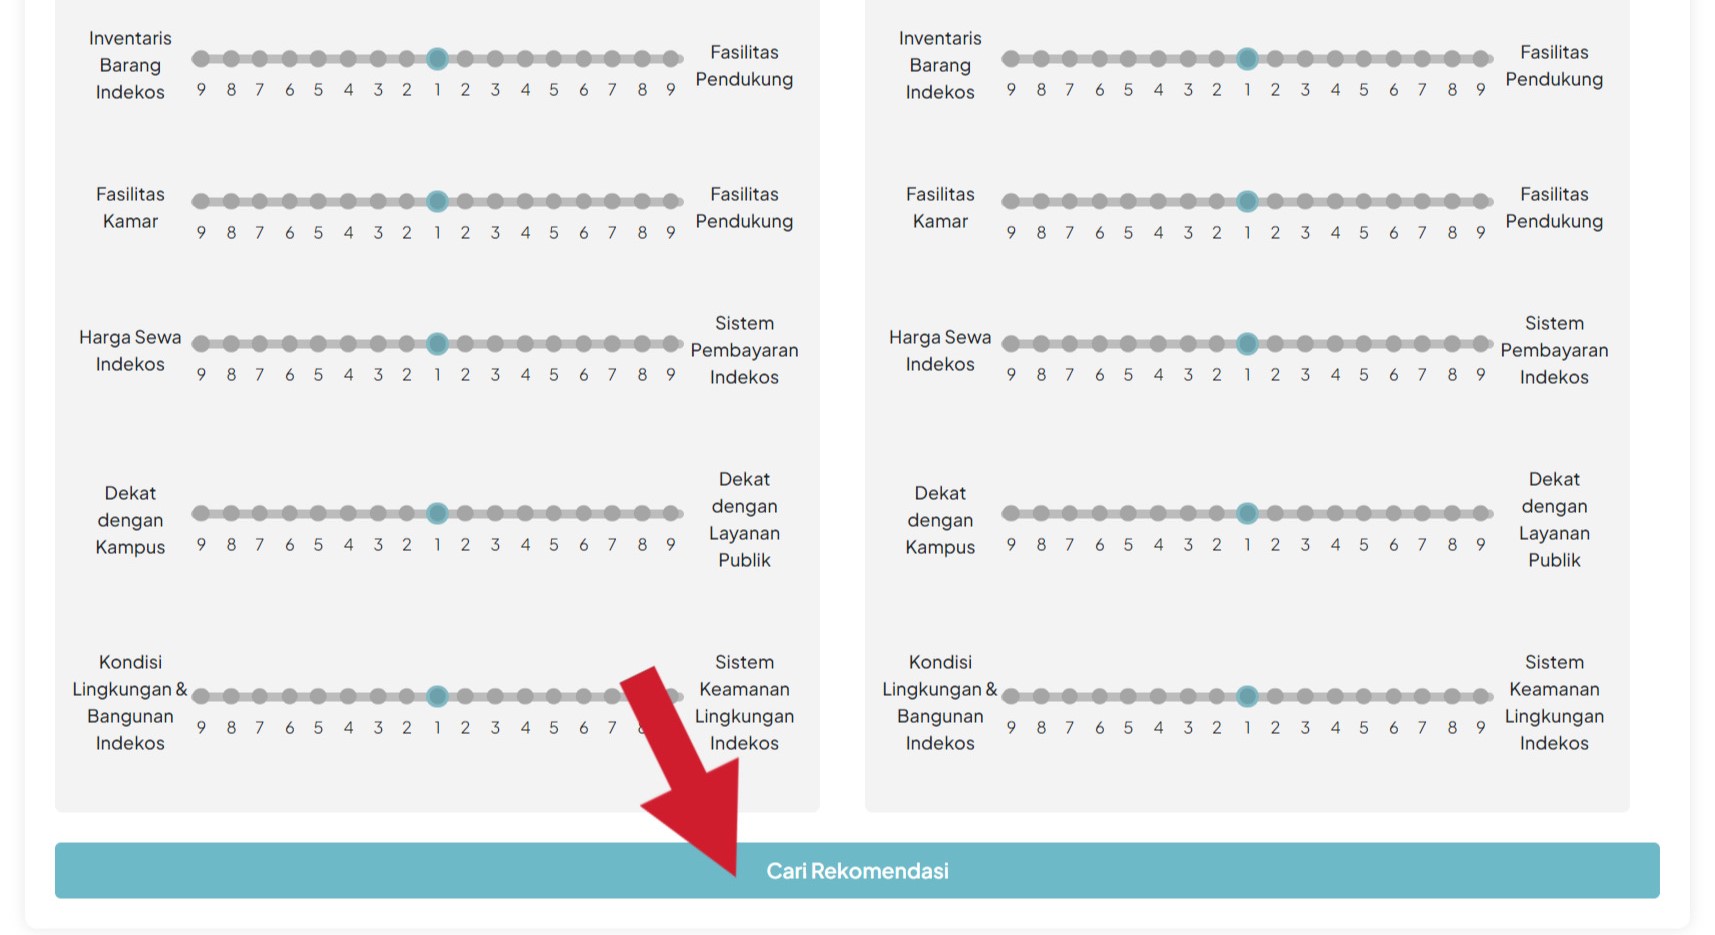 Inventaris
Barang
Indekos
9 8 7 6 5 4 3 2 1 2 3 4 5 6 7 8 9
Fasilitas
Pendukung
Fasilitas
Kamar
9 8 7 6 5 4 3 2 1 2 3 4 5 6 7 8 9
Fasilitas
Pendukung
Harga Sewa
Indekos
9 8 7 6 5 4 3 2 1 2 3 4 5 6 7 8 9
Sistem
Pembayaran
Indekos
Dekat
dengan
Kampus
9 8 7 6 5 4 3 2 1 2 3 4 5 6 7 8 9
Dekat
dengan
Layanan
Publik
Kondisi
Lingkungan &
Bangunan
Indekos
9 8 7 6 5 4 3 2 1 2 3 4 5 6 7
Sistem
Keamanan
Lingkungan
Indekos
Inventaris
Barang
Indekos
9 8 7 6 5 4 3 2 1 2 3 4 5 6 7 8 9
Fasilitas
Pendukung
Fasilitas
Kamar
9 8 7 6 5 4 3 2 1 2 3 4 5 6 7 8 9
Fasilitas
Pendukung
Harga Sewa
Indekos
9 8 7 6 5 4 3 2 1 2 3 4 5 6 7 8 9
Sistem
Pembayaran
Indekos
Dekat
dengan
Kampus
9 8 7 6 5 4 3 2 1 2 3 4 5 6 7 8 9
Dekat
dengan
Layanan
Publik
Kondisi
Lingkungan &
Bangunan
Indekos
9 8 7 6 5 4 3 2 1 2 3 4 5 6 7 8 9
Sistem
Keamanan
Lingkungan
Indekos
Cari Rekomendasi